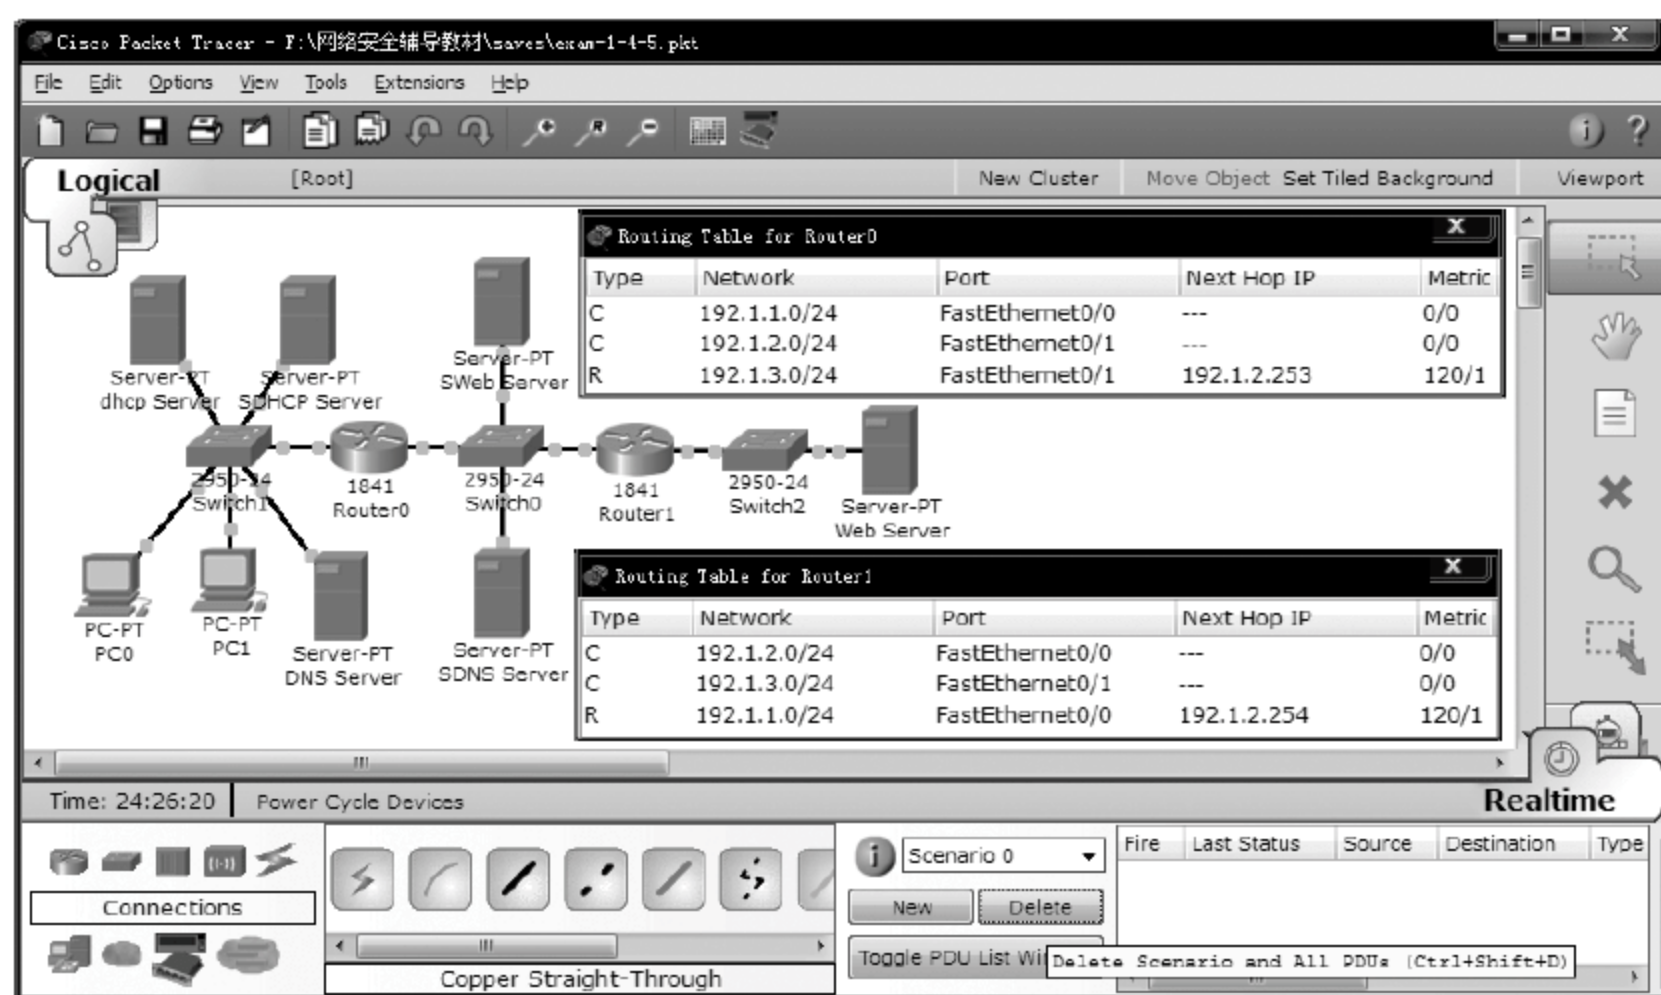 Cisco Packet Tracer - F:\网络安全辅导教材\saves\exam-1-4-5.pkt
File Edit Options View Tools Extensions Help
Logical [Root] New Cluster Move Object Set Tiled Background Viewport
Routing Table for Router0
Type Network Port Next Hop IP Metric
C 192.1.1.0/24 FastEthernet0/0 --- 0/0
C 192.1.2.0/24 FastEthernet0/1 --- 0/0
R 192.1.3.0/24 FastEthernet0/1 192.1.2.253 120/1
Server-PT
dhcp Server
Server-PT
SDHCP Server
Server-PT
SWeb Server
2950-24
Switch1
1841
Router0
2950-24
Switch0
1841
Router1
2950-24
Switch2
Server-PT
Web Server
PC-PT
PC0
PC-PT
PC1
Server-PT
DNS Server
Server-PT
SDNS Server
Routing Table for Router1
Type Network Port Next Hop IP Metric
C 192.1.2.0/24 FastEthernet0/0 --- 0/0
C 192.1.3.0/24 FastEthernet0/1 --- 0/0
R 192.1.1.0/24 FastEthernet0/0 192.1.2.254 120/1
Time: 24:26:20 Power Cycle Devices Realtime
Connections
Copper Straight-Through
Scenario 0
New Delete
Toggle PDU List Wi
Delete Scenario and All PDUs (Ctrl+Shift+D)
Fire Last Status Source Destination Type